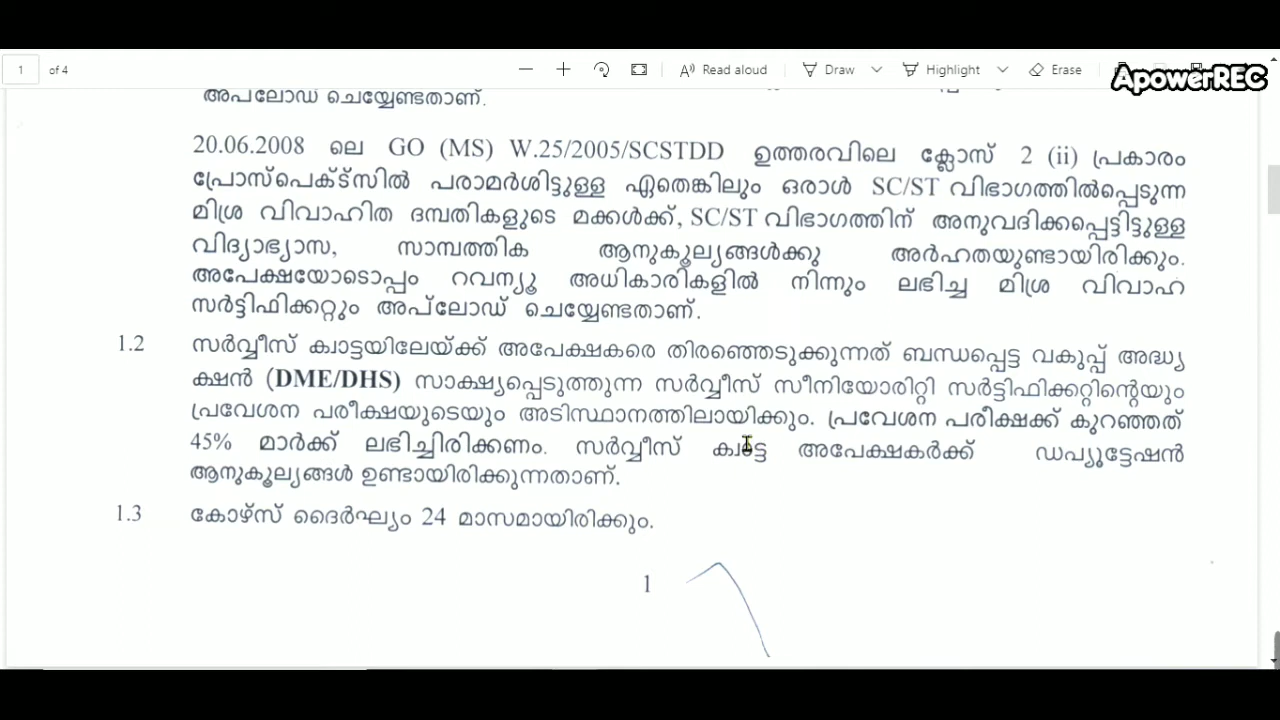 1 of 4 Read aloud Draw Highlight Erase
ApowerREC
അപലോഡ ചെയ്യേണ്ടതാണ്.
20.06.2008 ലെ GO (MS) W.25/2005/SCSTDD ഉത്തരവിലെ ക്ലോസ് 2 (ii) പ്രകാരം
പ്രോസ്പെക്ട്സിൽ പരാമർശിട്ടുള്ള ഏതെങ്കിലും ഒരാൾ SC/ST വിഭാഗത്തിൽപ്പെടുന്ന
മിശ്ര വിവാഹിത ദമ്പതികളുടെ മക്കൾക്ക്, SC/ST വിഭാഗത്തിന് അനുവദിക്കപ്പെട്ടിട്ടുള്ള
വിദ്യാഭ്യാസ, സാമ്പത്തിക ആനുകൂല്യങ്ങൾക്കു അർഹതയുണ്ടായിരിക്കും.
അപേക്ഷയോടൊപ്പം റവന്യൂ അധികാരികളിൽ നിന്നും ലഭിച്ച മിശ്ര വിവാഹ
സർട്ടിഫിക്കറ്റും അപ്‌ലോഡ് ചെയ്യേണ്ടതാണ്.
1.2 സർവ്വീസ് ക്വാട്ടയിലേയ്ക്ക് അപേക്ഷകരെ തിരഞ്ഞെടുക്കുന്നത് ബന്ധപ്പെട്ട വകുപ്പ് അദ്ധ്യ
ക്ഷൻ (DME/DHS) സാക്ഷ്യപ്പെടുത്തുന്ന സർവ്വീസ് സീനിയോരിറ്റി സർട്ടിഫിക്കറ്റിന്റെയും
പ്രവേശന പരീക്ഷയുടെയും അടിസ്ഥാനത്തിലായിക്കും. പ്രവേശന പരീക്ഷക്ക് കുറഞ്ഞത്
45% മാർക്ക് ലഭിച്ചിരിക്കണം. സർവ്വീസ് ക്വാട്ട അപേക്ഷകർക്ക് ഡപ്യൂട്ടേഷൻ
ആനുകൂല്യങ്ങൾ ഉണ്ടായിരിക്കുന്നതാണ്.
1.3 കോഴ്സ് ദൈർഘ്യം 24 മാസമായിരിക്കും.
1